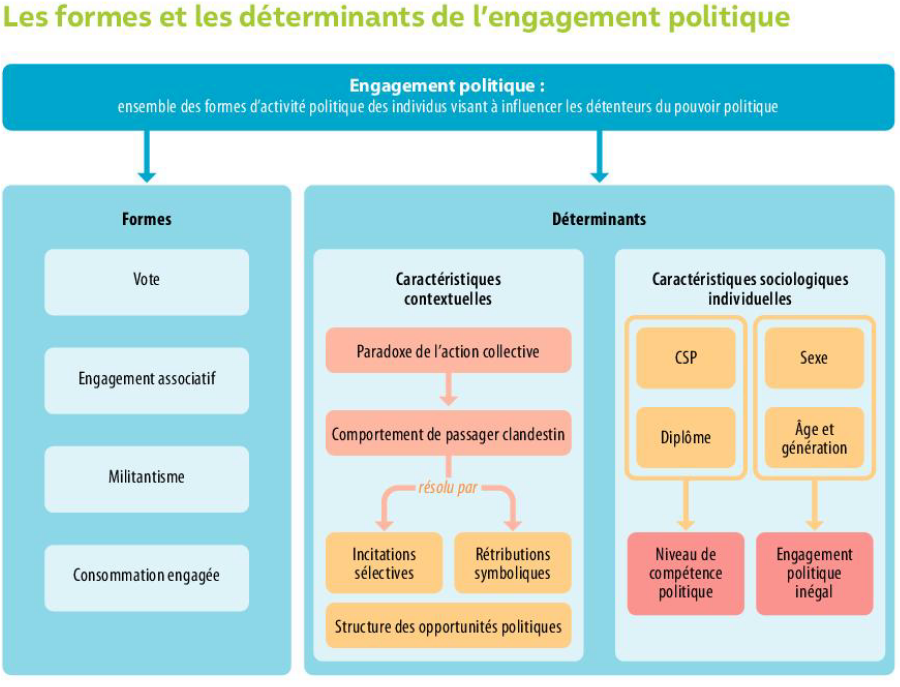 Les formes et les déterminants de l'engagement politique
Engagement politique :
ensemble des formes d'activité politique des individus visant à influencer les détenteurs du pouvoir politique
Formes
Vote
Engagement associatif
Militantisme
Consommation engagée
Déterminants
Caractéristiques
contextuelles
Paradoxe de l'action collective
Comportement de passager clandestin
résolu par
Incitations
sélectives
Rétributions
symboliques
Structure des opportunités politiques
Caractéristiques sociologiques
individuelles
CSP
Diplôme
Sexe
Âge et
génération
Niveau de
compétence
politique
Engagement
politique
inégal